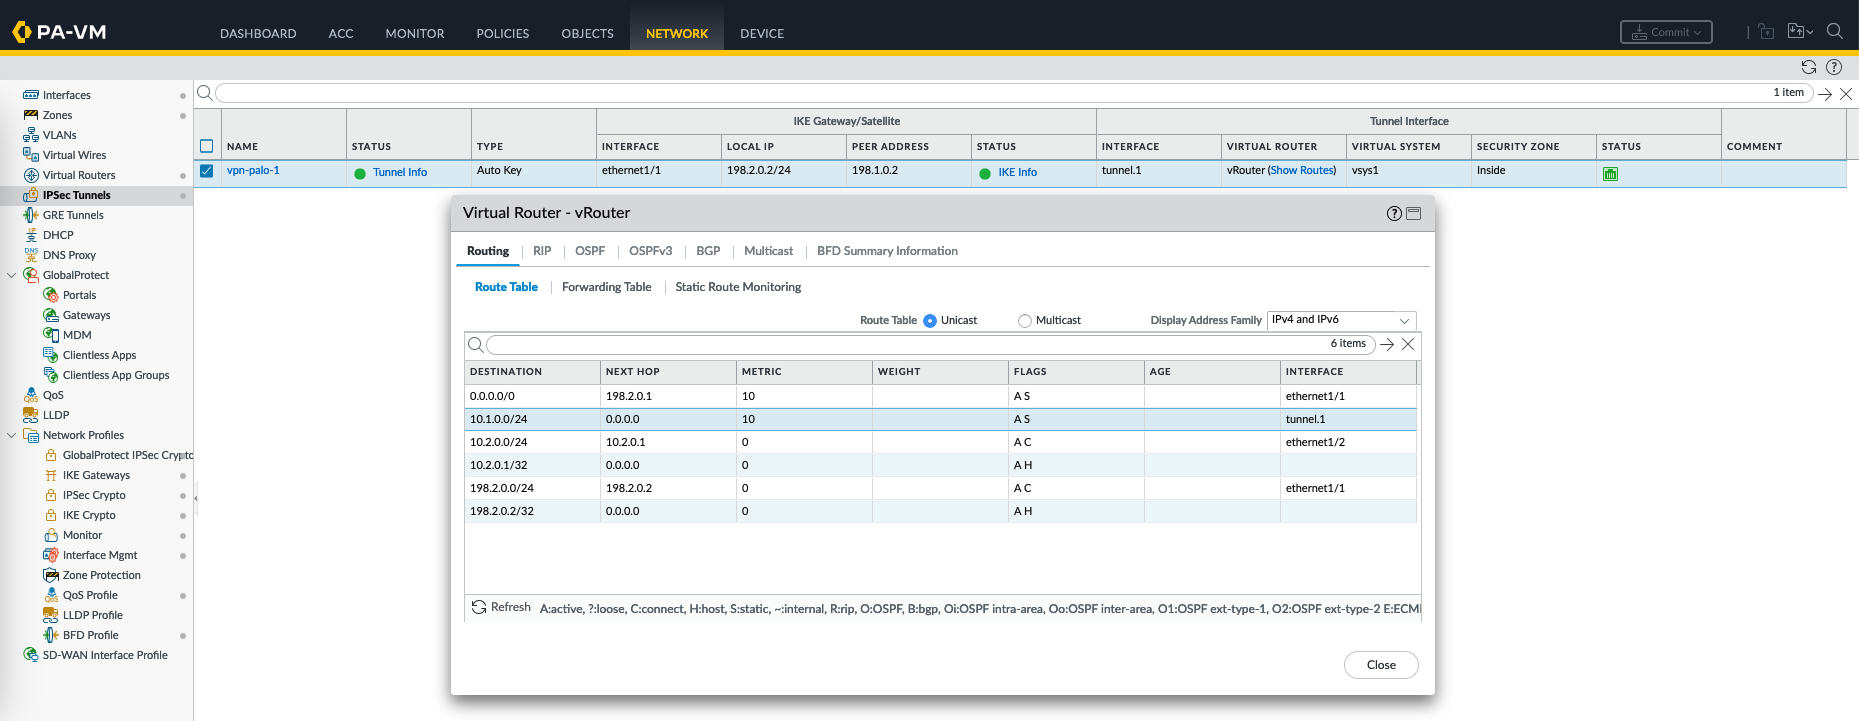 PA-VM
DASHBOARD ACC MONITOR POLICIES OBJECTS NETWORK DEVICE
Commit
Interfaces
Zones
VLANs
Virtual Wires
Virtual Routers
IPSec Tunnels
GRE Tunnels
DHCP
DNS Proxy
GlobalProtect
Portals
Gateways
MDM
Clientless Apps
Clientless App Groups
QoS
LLDP
Network Profiles
GlobalProtect IPSec Crypto
IKE Gateways
IPSec Crypto
IKE Crypto
Monitor
Interface Mgmt
Zone Protection
QoS Profile
LLDP Profile
BFD Profile
SD-WAN Interface Profile
1 item
IKE Gateway/Satellite Tunnel Interface
NAME STATUS TYPE INTERFACE LOCAL IP PEER ADDRESS STATUS INTERFACE VIRTUAL ROUTER VIRTUAL SYSTEM SECURITY ZONE STATUS COMMENT
vpn-palo-1 Tunnel Info Auto Key ethernet1/1 198.2.0.2/24 198.1.0.2 IKE Info tunnel.1 vRouter (Show Routes) vsys1 Inside
Virtual Router - vRouter
Routing RIP OSPF OSPFv3 BGP Multicast BFD Summary Information
Route Table Forwarding Table Static Route Monitoring
Route Table Unicast Multicast Display Address Family IPv4 and IPv6
6 items
DESTINATION NEXT HOP METRIC WEIGHT FLAGS AGE INTERFACE
0.0.0.0/0 198.2.0.1 10 A S ethernet1/1
10.1.0.0/24 0.0.0.0 10 A S tunnel.1
10.2.0.0/24 10.2.0.1 0 A C ethernet1/2
10.2.0.1/32 0.0.0.0 0 A H
198.2.0.0/24 198.2.0.2 0 A C ethernet1/1
198.2.0.2/32 0.0.0.0 0 A H
Refresh A:active, ?:loose, C:connect, H:host, S:static, ~:internal, R:rip, O:OSPF, B:bgp, Oi:OSPF intra-area, Oo:OSPF inter-area, O1:OSPF ext-type-1, O2:OSPF ext-type-2 E:ECM
Close